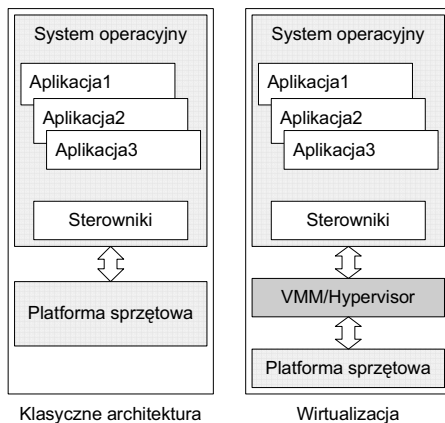 System operacyjny
Aplikacja1
Aplikacja2
Aplikacja3
Sterowniki
Platforma sprzętowa
Klasyczne architektura
System operacyjny
Aplikacja1
Aplikacja2
Aplikacja3
Sterowniki
VMM/Hypervisor
Platforma sprzętowa
Wirtualizacja